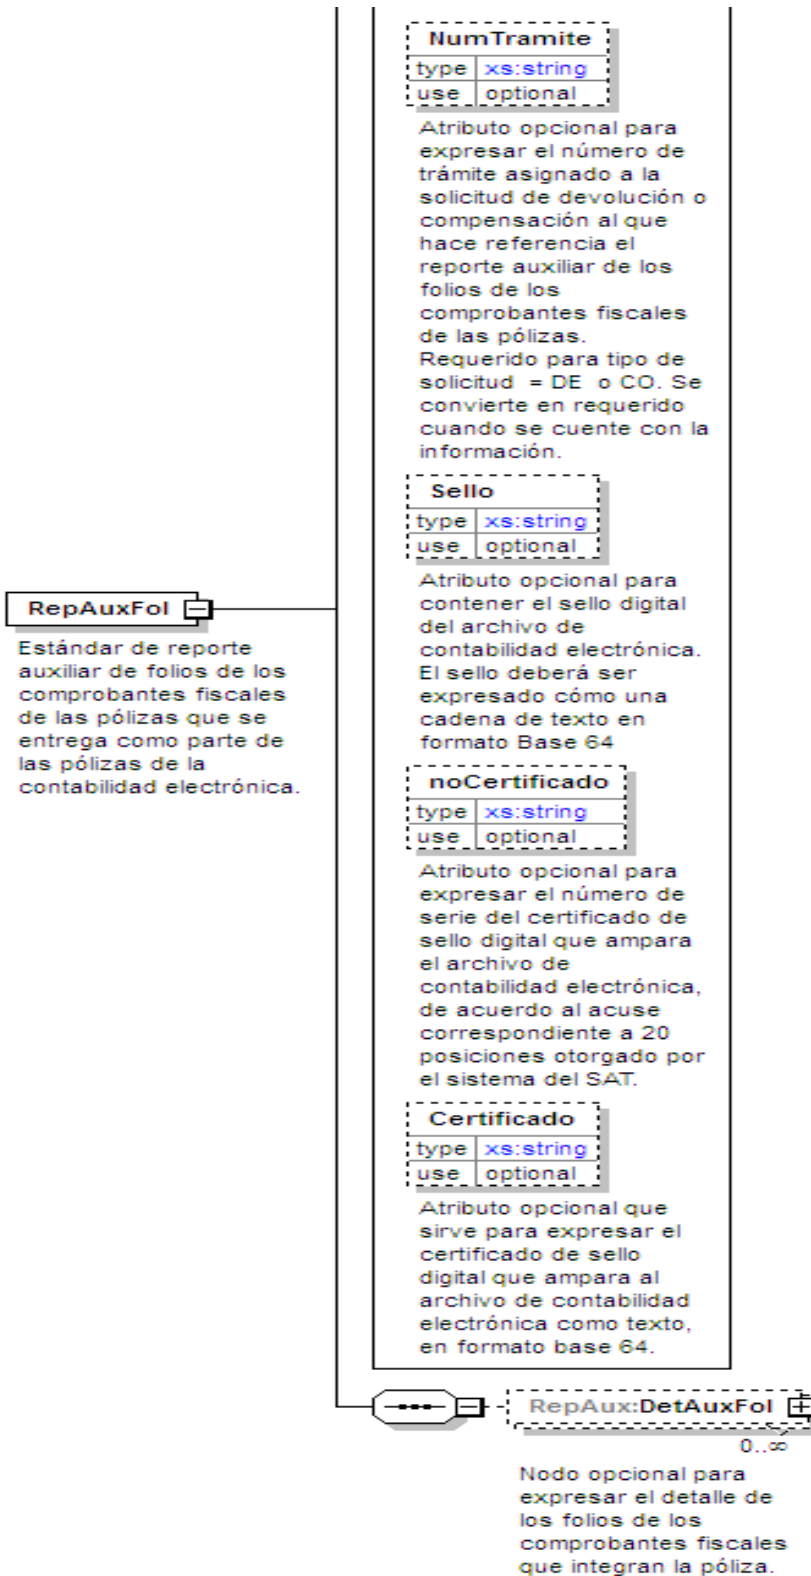 NumTramite
type xs:string
use optional
Atributo opcional para
expresar el número de
trámite asignado a la
solicitud de devolución o
compensación al que
hace referencia el
reporte auxiliar de los
folios de los
comprobantes fiscales
de las pólizas.
Requerido para tipo de
solicitud = DE o CO. Se
convierte en requerido
cuando se cuente con la
información.
Sello
type xs:string
use optional
Atributo opcional para
contener el sello digital
del archivo de
contabilidad electrónica.
El sello deberá ser
expresado cómo una
cadena de texto en
formato Base 64
RepAuxFol
Estándar de reporte
auxiliar de folios de los
comprobantes fiscales
de las pólizas que se
entrega como parte de
las pólizas de la
contabilidad electrónica.
noCertificado
type xs:string
use optional
Atributo opcional para
expresar el número de
serie del certificado de
sello digital que ampara
el archivo de
contabilidad electrónica,
de acuerdo al acuse
correspondiente a 20
posiciones otorgado por
el sistema del SAT.
Certificado
type xs:string
use optional
Atributo opcional que
sirve para expresar el
certificado de sello
digital que ampara al
archivo de contabilidad
electrónica como texto,
en formato base 64.
RepAux:DetAuxFol
0..∞
Nodo opcional para
expresar el detalle de
los folios de los
comprobantes fiscales
que integran la póliza.